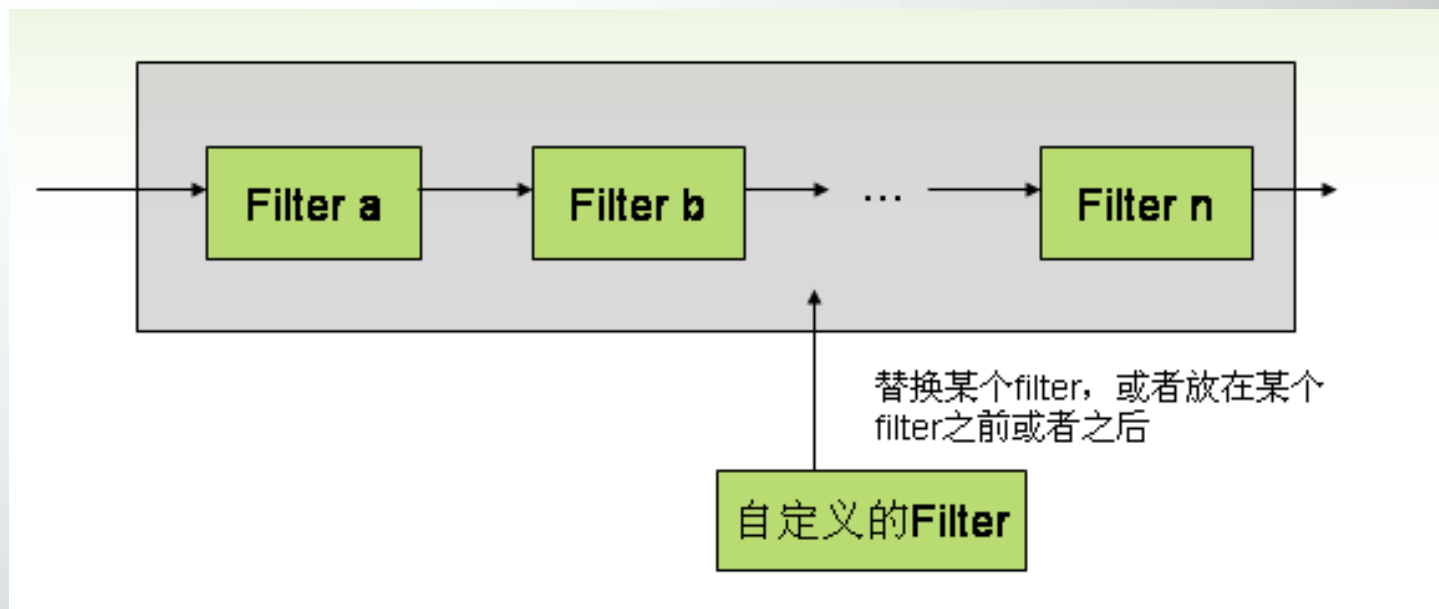 Filter a
Filter b
...
Filter n
替换某个filter，或者放在某个
filter之前或者之后
自定义的Filter